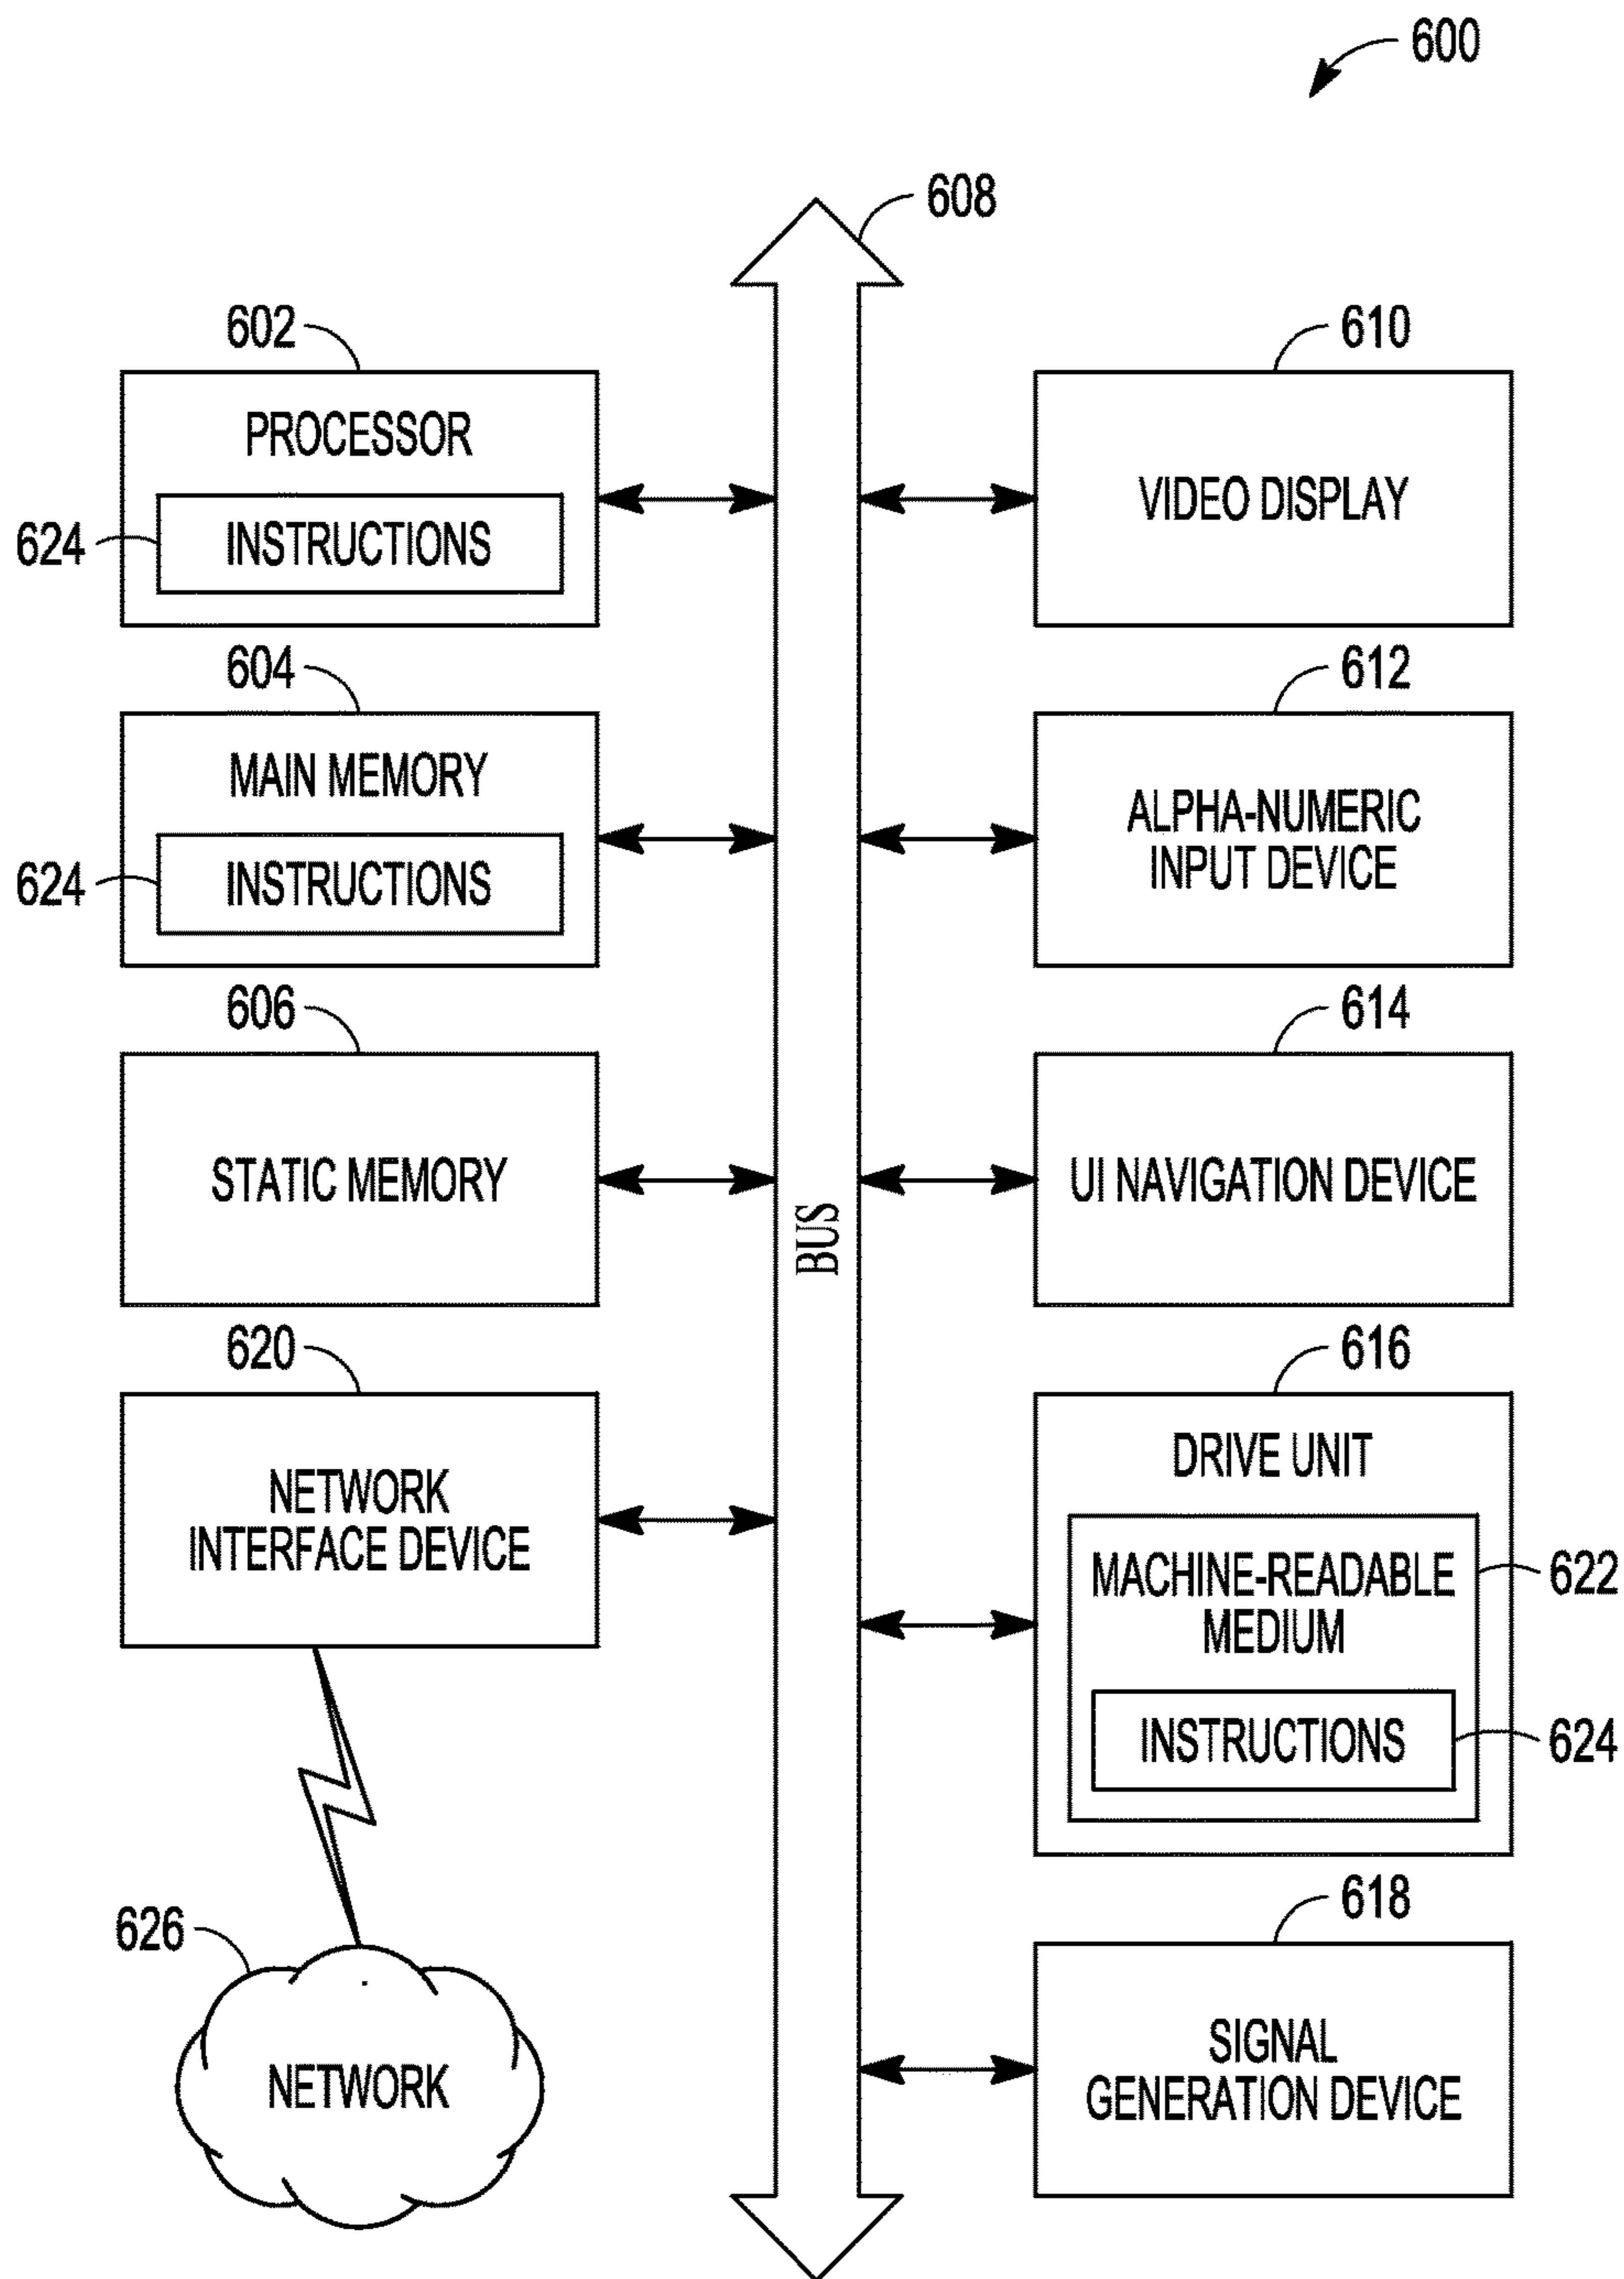 600
608
602
PROCESSOR
624
INSTRUCTIONS
604
MAIN MEMORY
624
INSTRUCTIONS
606
STATIC MEMORY
620
NETWORK
INTERFACE DEVICE
626
NETWORK
BUS
610
VIDEO DISPLAY
612
ALPHA-NUMERIC
INPUT DEVICE
614
UI NAVIGATION DEVICE
616
DRIVE UNIT
MACHINE-READABLE
MEDIUM
622
INSTRUCTIONS
624
618
SIGNAL
GENERATION DEVICE